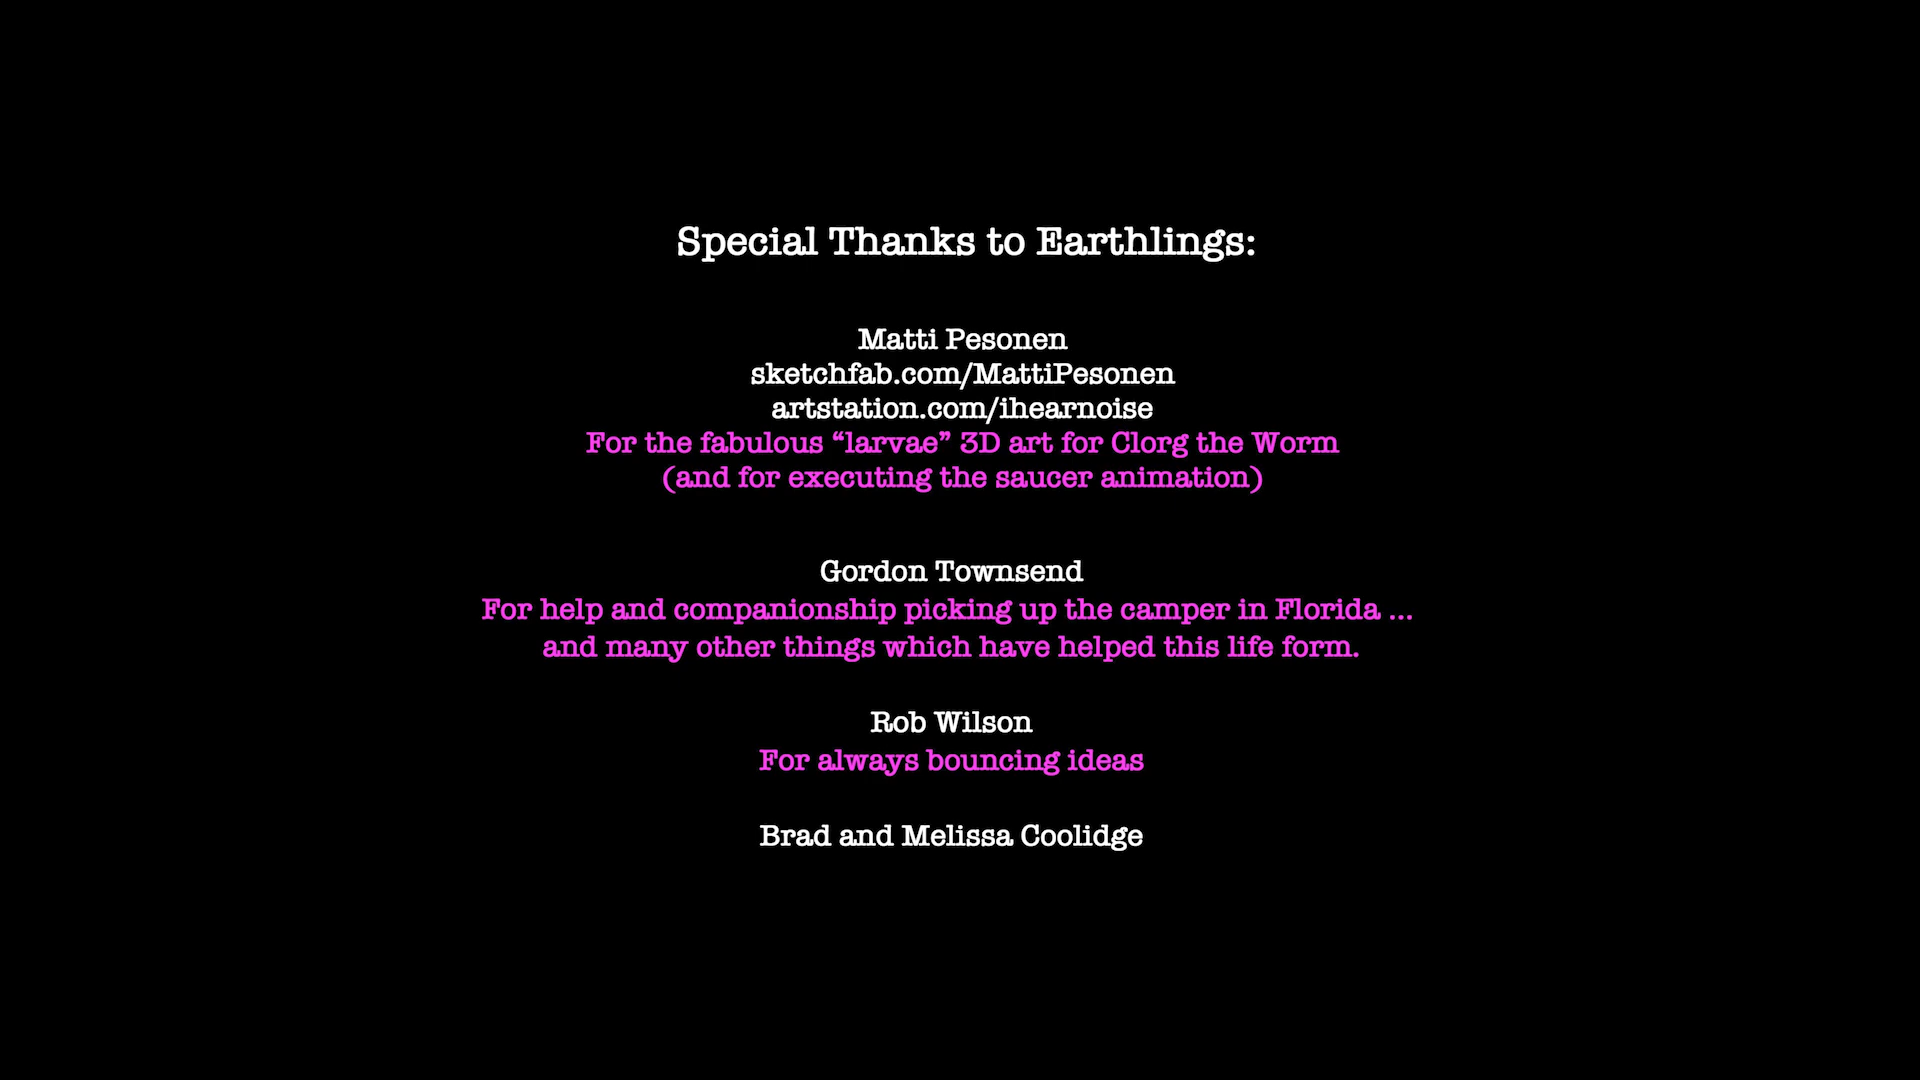 Special Thanks to Earthlings:
Matti Pesonen
sketchfab.com/MattiPesonen
artstation.com/ihearnoise
For the fabulous “larvae” 3D art for Clorg the Worm
(and for executing the saucer animation)
Gordon Townsend
For help and companionship picking up the camper in Florida ...
and many other things which have helped this life form.
Rob Wilson
For always bouncing ideas
Brad and Melissa Coolidge